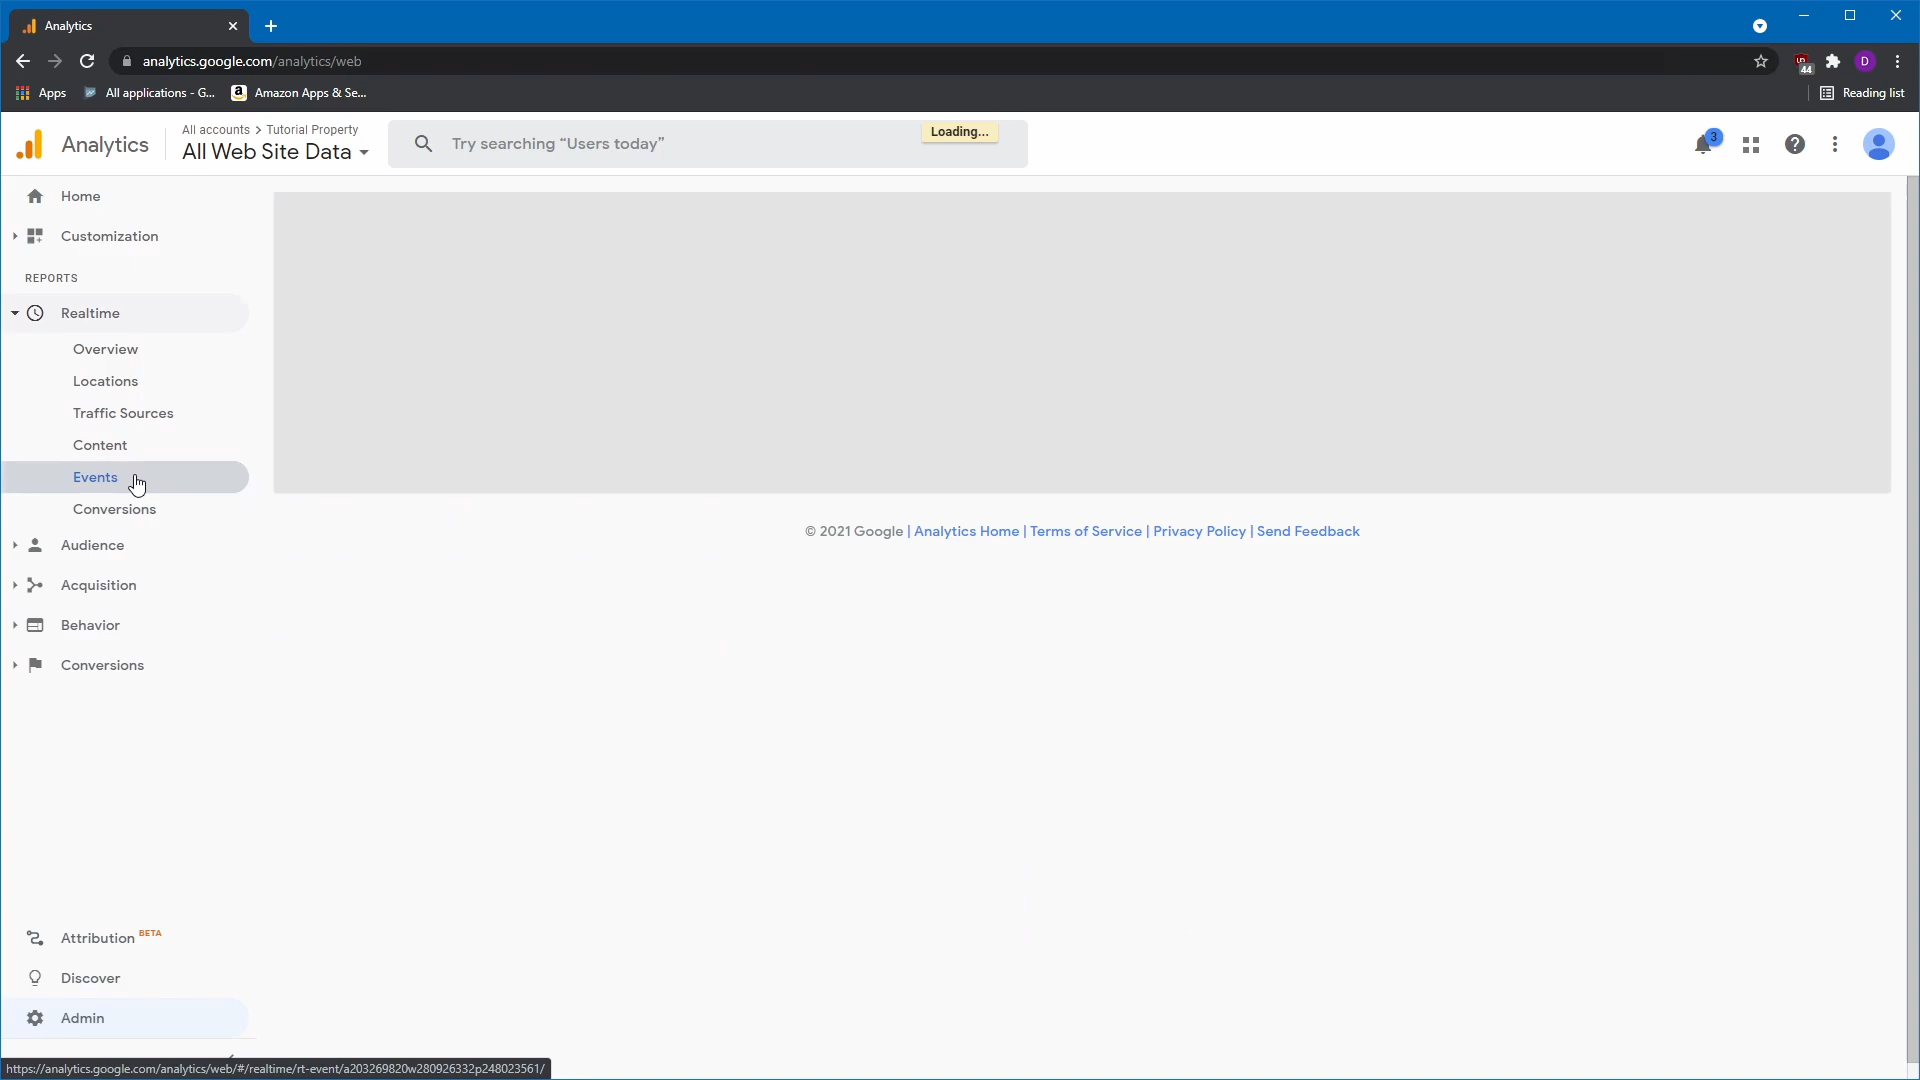 Analytics
analytics.google.com/analytics/web
44
D
Apps
All applications - G...
Amazon Apps & Se...
Reading list
Analytics
All accounts > Tutorial Property
All Web Site Data
Try searching “Users today”
Loading...
3
Home
Customization
REPORTS
Realtime
Overview
Locations
Traffic Sources
Content
Events
Conversions
Audience
Acquisition
Behavior
Conversions
© 2021 Google | Analytics Home | Terms of Service | Privacy Policy | Send Feedback
Attribution BETA
Discover
Admin
https://analytics.google.com/analytics/web/#/realtime/rt-event/a203269820w280926332p248023561/